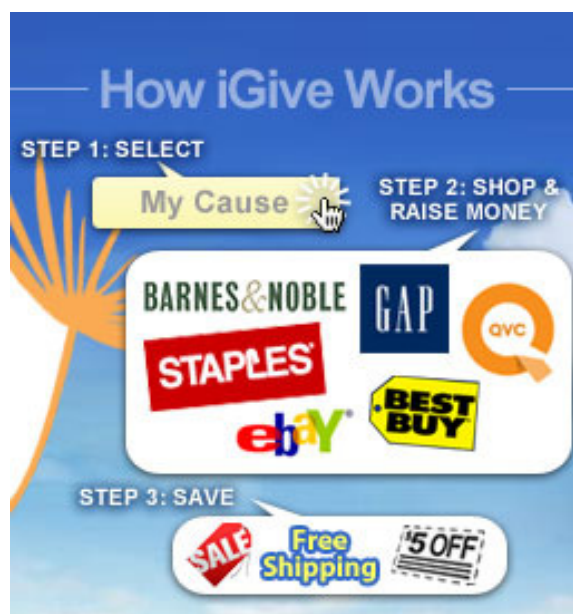 How iGive Works
STEP 1: SELECT
My Cause
STEP 2: SHOP &
RAISE MONEY
BARNES&NOBLE
GAP
QVC
STAPLES
ebaY
BEST
BUY
STEP 3: SAVE
SALE
Free
Shipping
$5 OFF